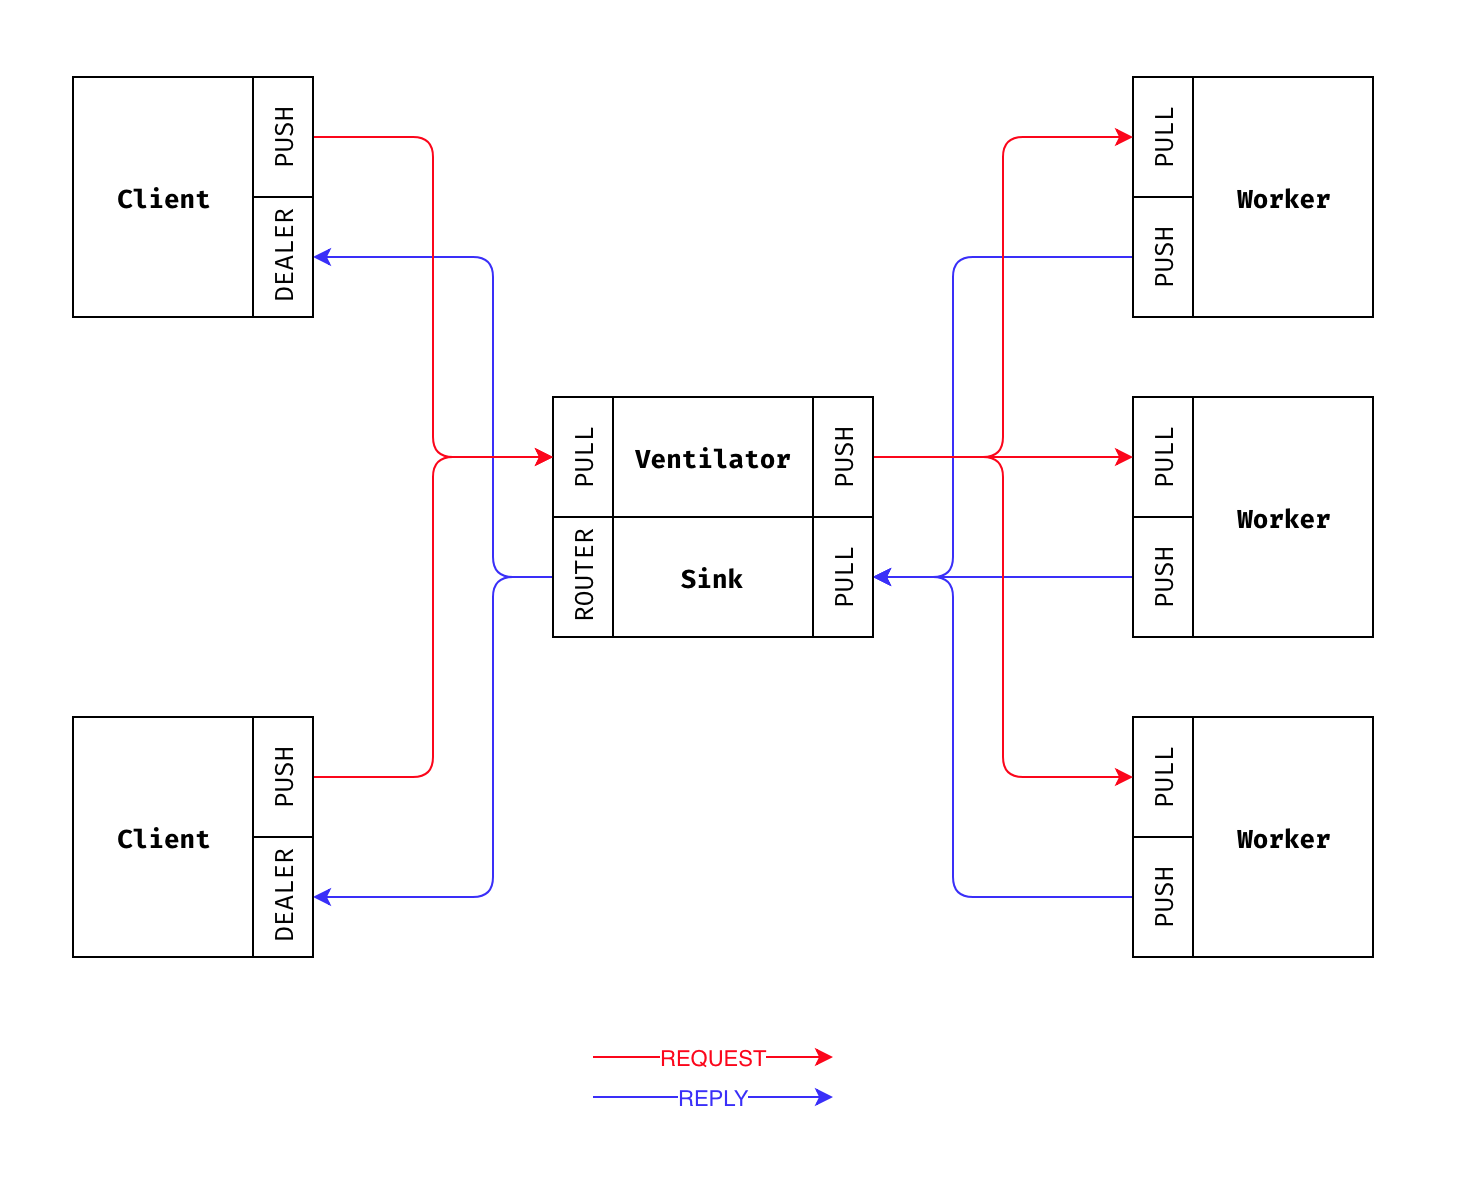 Client
PUSH
DEALER
PULL
PUSH
Worker
PULL
Ventilator
PUSH
ROUTER
Sink
PULL
PULL
PUSH
Worker
Client
PUSH
DEALER
PULL
PUSH
Worker
REQUEST
REPLY